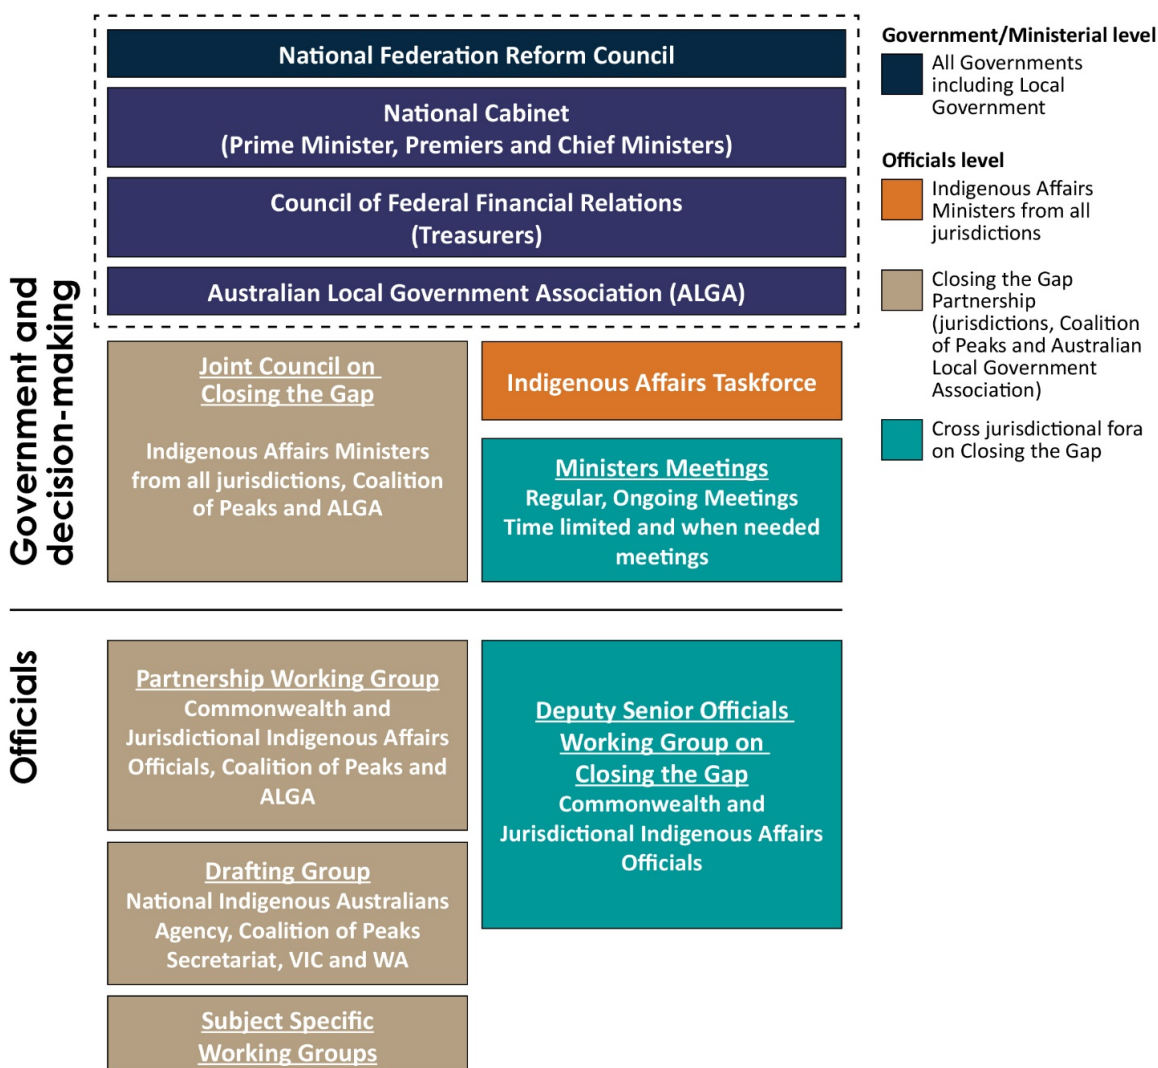 National Federation Reform Council
National Cabinet
(Prime Minister, Premiers and Chief Ministers)
Council of Federal Financial Relations
(Treasurers)
Australian Local Government Association (ALGA)
Government and
decision-making
Joint Council on
Closing the Gap
Indigenous Affairs Ministers
from all jurisdictions, Coalition
of Peaks and ALGA
Indigenous Affairs Taskforce
Ministers Meetings
Regular, Ongoing Meetings
Time limited and when needed
meetings
Officials
Partnership Working Group
Commonwealth and
Jurisdictional Indigenous Affairs
Officials, Coalition of Peaks and
ALGA
Drafting Group
National Indigenous Australians
Agency, Coalition of Peaks
Secretariat, VIC and WA
Subject Specific
Working Groups
Deputy Senior Officials
Working Group on
Closing the Gap
Commonwealth and
Jurisdictional Indigenous Affairs
Officials
Government/Ministerial level
All Governments
including Local
Government
Officials level
Indigenous Affairs
Ministers from all
jurisdictions
Closing the Gap
Partnership
(jurisdictions, Coalition
of Peaks and Australian
Local Government
Association)
Cross jurisdictional fora
on Closing the Gap